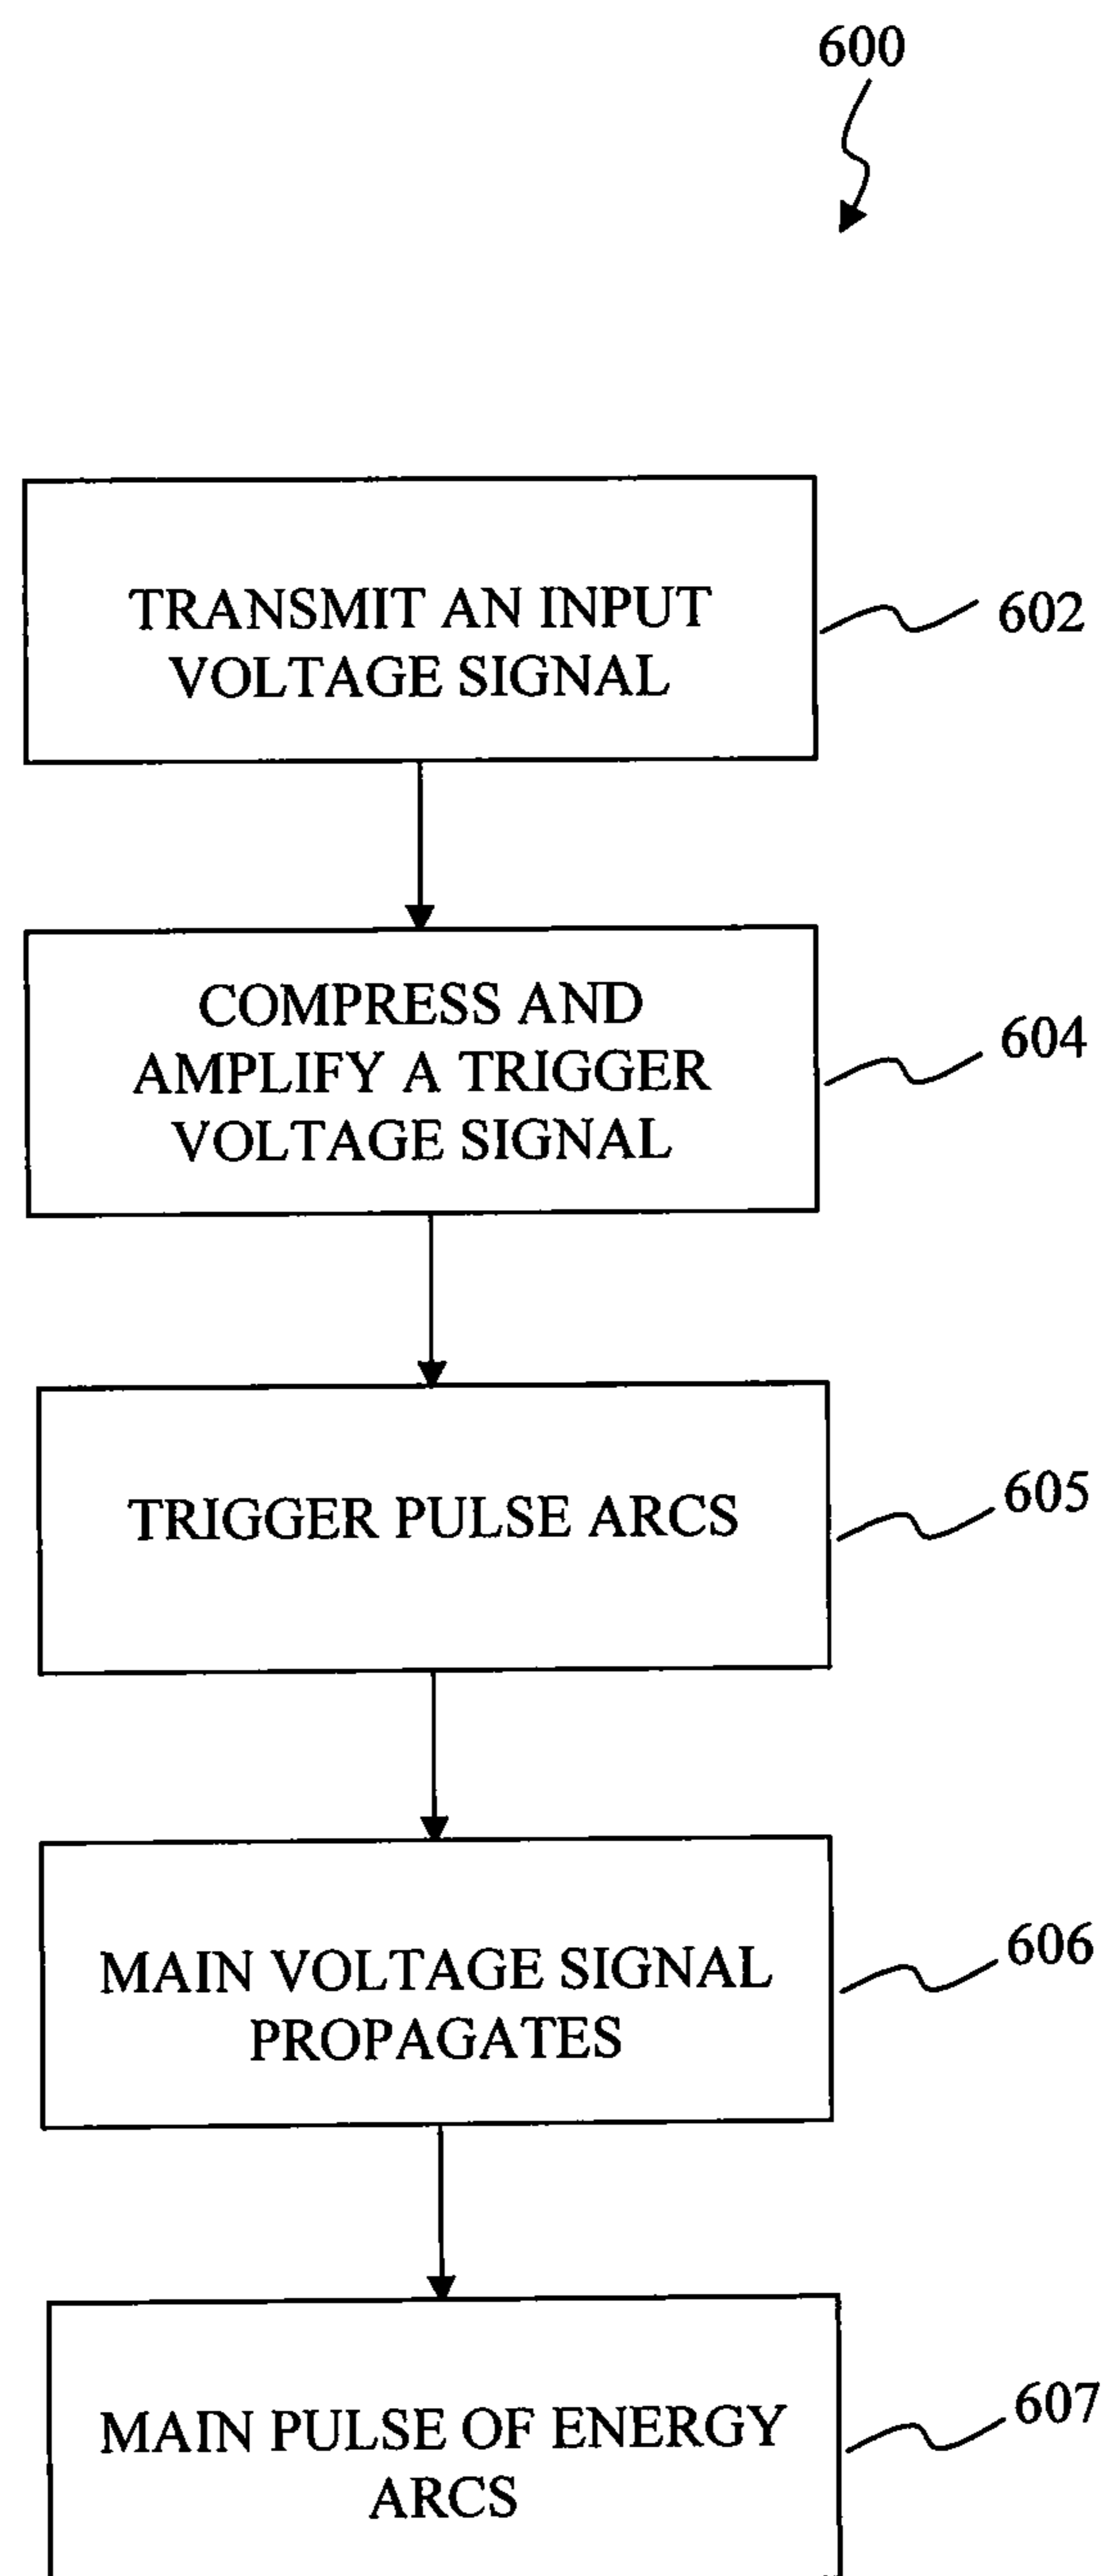 600
TRANSMIT AN INPUT
VOLTAGE SIGNAL
602
COMPRESS AND
AMPLIFY A TRIGGER
VOLTAGE SIGNAL
604
TRIGGER PULSE ARCS
605
MAIN VOLTAGE SIGNAL
PROPAGATES
606
MAIN PULSE OF ENERGY
ARCS
607